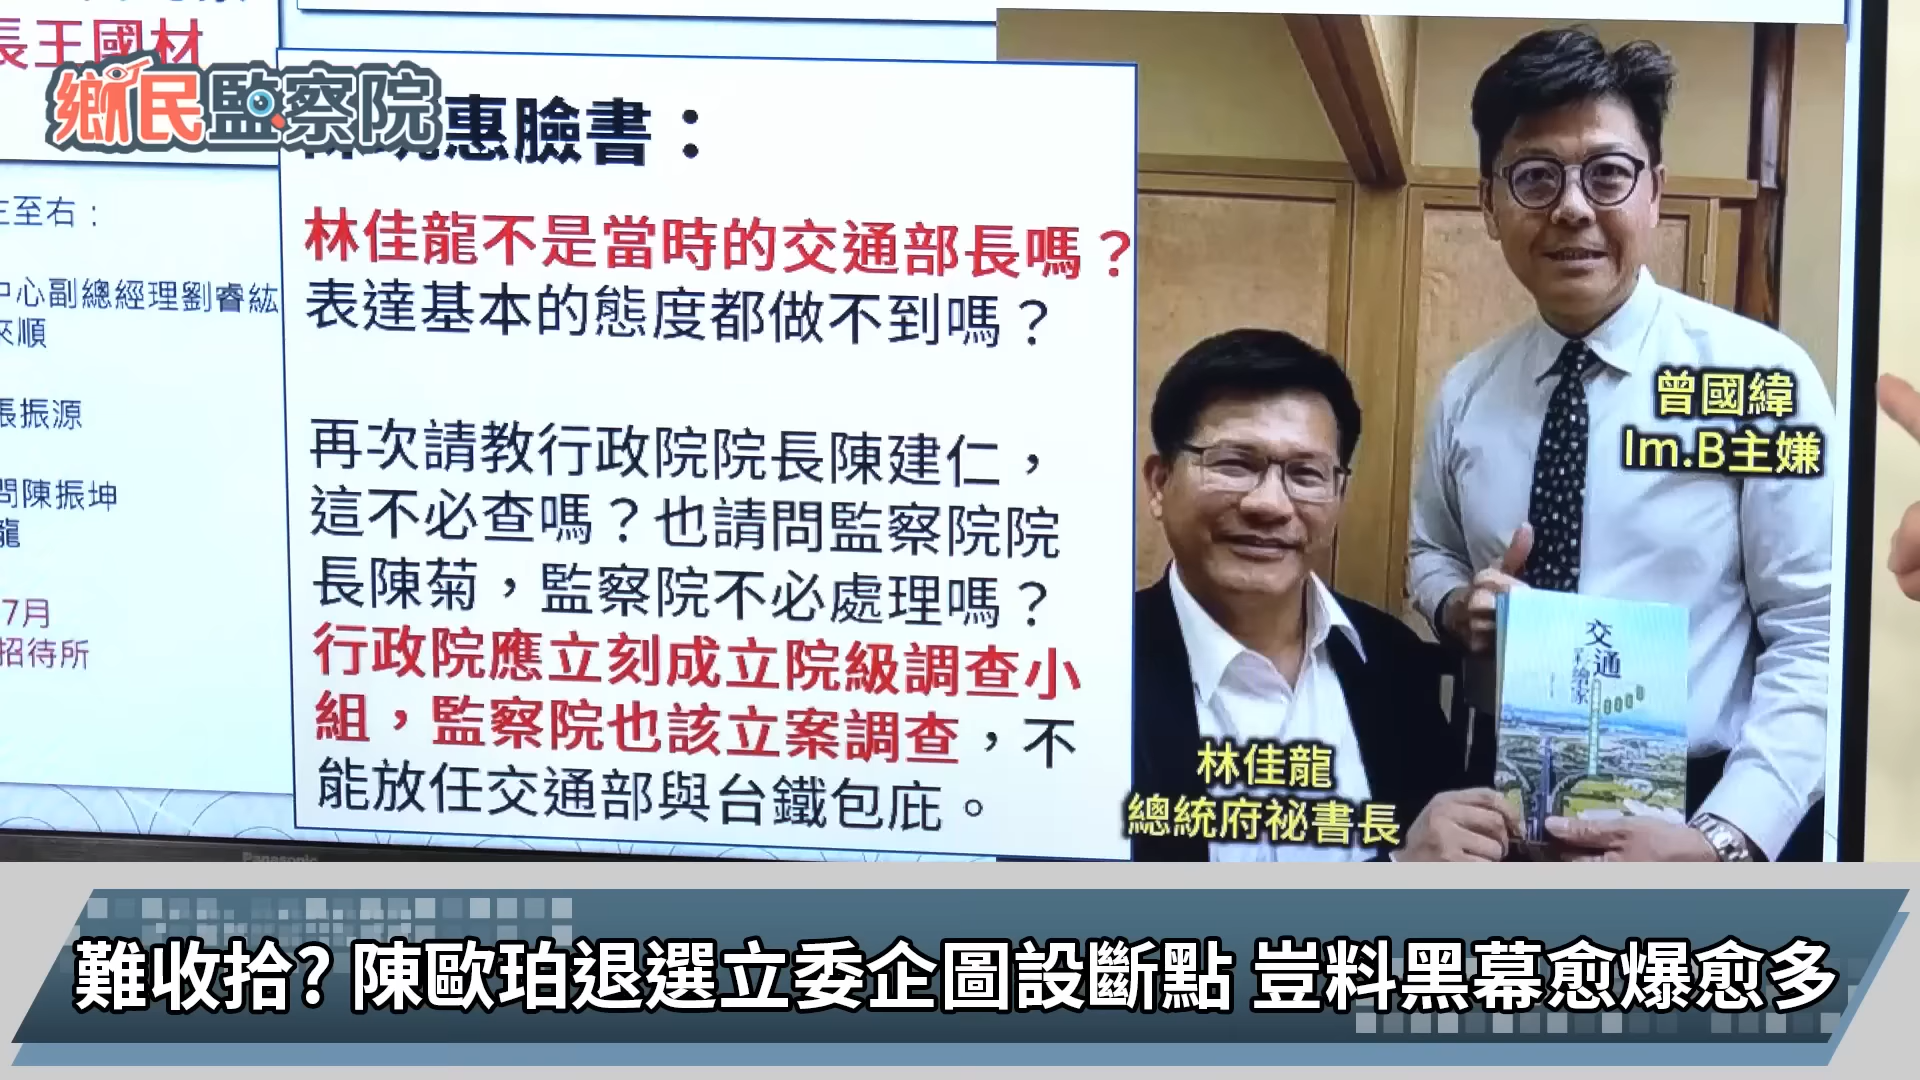 長王國材
鄉民監察院
惠臉書：
林佳龍不是當時的交通部長嗎？
表達基本的態度都做不到嗎？
再次請教行政院院長陳建仁，
這不必查嗎？也請問監察院院
長陳菊，監察院不必處理嗎？
行政院應立刻成立院級調查小
組，監察院也該立案調查，不
能放任交通部與台鐵包庇。
至右：
中心副總經理劉睿紘
來順
張振源
問陳振坤
龍
7月
招待所
曾國緯
Im.B主嫌
交通
林佳龍
總統府祕書長
Panasonic
難收拾? 陳歐珀退選立委企圖設斷點 豈料黑幕愈爆愈多